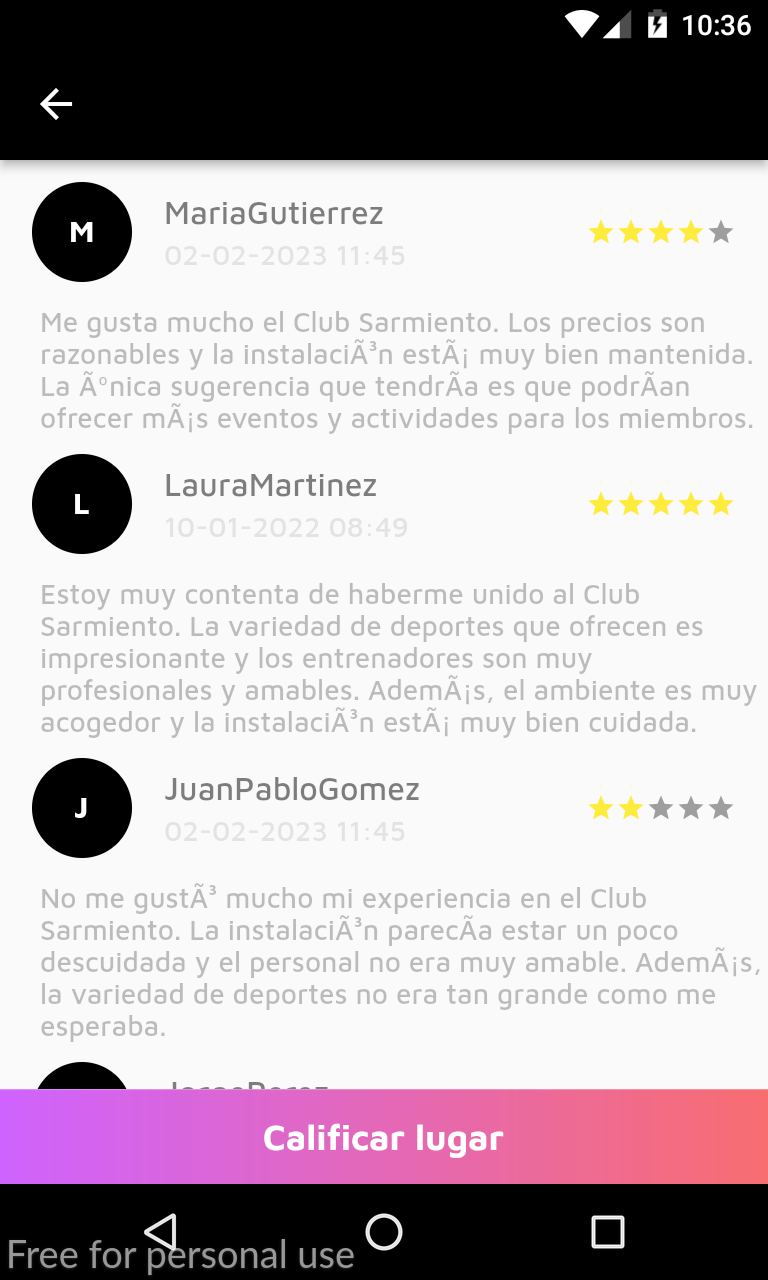 10:36
M
MariaGutierrez
02-02-2023 11:45
Me gusta mucho el Club Sarmiento. Los precios son
razonables y la instalaciÃ³n estÃ¡ muy bien mantenida.
La Ãºnica sugerencia que tendrÃa es que podrÃan
ofrecer mÃ¡s eventos y actividades para los miembros.
L
LauraMartinez
10-01-2022 08:49
Estoy muy contenta de haberme unido al Club
Sarmiento. La variedad de deportes que ofrecen es
impresionante y los entrenadores son muy
profesionales y amables. AdemÃ¡s, el ambiente es muy
acogedor y la instalaciÃ³n estÃ¡ muy bien cuidada.
J
JuanPabloGomez
02-02-2023 11:45
No me gustÃ³ mucho mi experiencia en el Club
Sarmiento. La instalaciÃ³n parecÃa estar un poco
descuidada y el personal no era muy amable. AdemÃ¡s,
la variedad de deportes no era tan grande como me
esperaba.
JorgePerez
Calificar lugar
Free for personal use